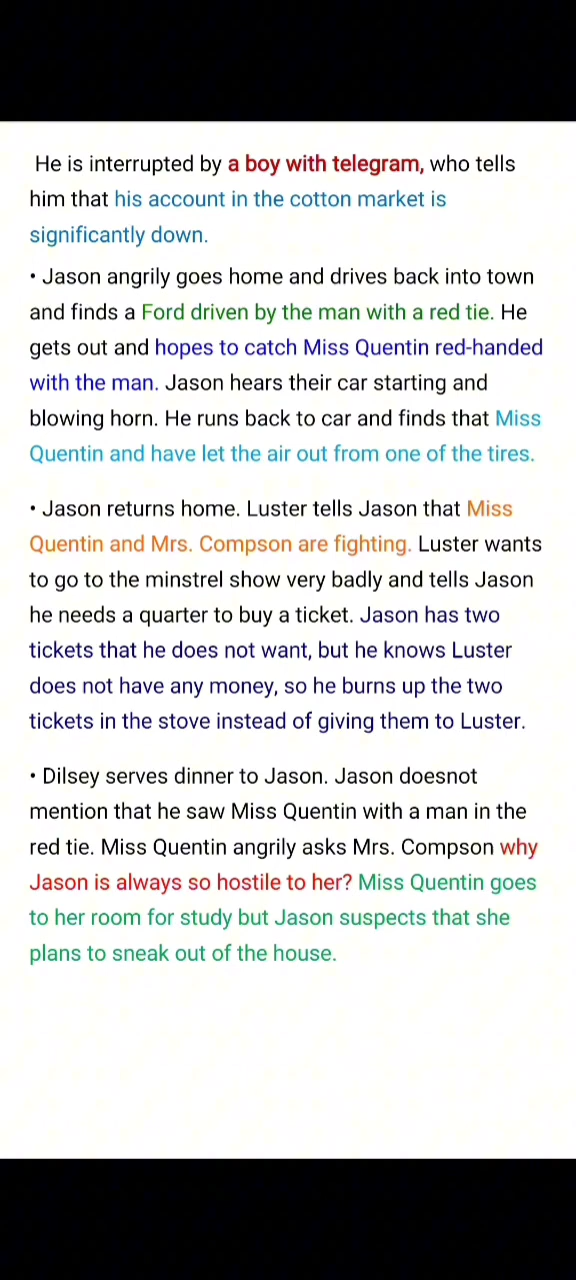 He is interrupted by a boy with telegram, who tells
him that his account in the cotton market is
significantly down.
• Jason angrily goes home and drives back into town
and finds a Ford driven by the man with a red tie. He
gets out and hopes to catch Miss Quentin red-handed
with the man. Jason hears their car starting and
blowing horn. He runs back to car and finds that Miss
Quentin and have let the air out from one of the tires.
• Jason returns home. Luster tells Jason that Miss
Quentin and Mrs. Compson are fighting. Luster wants
to go to the minstrel show very badly and tells Jason
he needs a quarter to buy a ticket. Jason has two
tickets that he does not want, but he knows Luster
does not have any money, so he burns up the two
tickets in the stove instead of giving them to Luster.
• Dilsey serves dinner to Jason. Jason doesnot
mention that he saw Miss Quentin with a man in the
red tie. Miss Quentin angrily asks Mrs. Compson why
Jason is always so hostile to her? Miss Quentin goes
to her room for study but Jason suspects that she
plans to sneak out of the house.